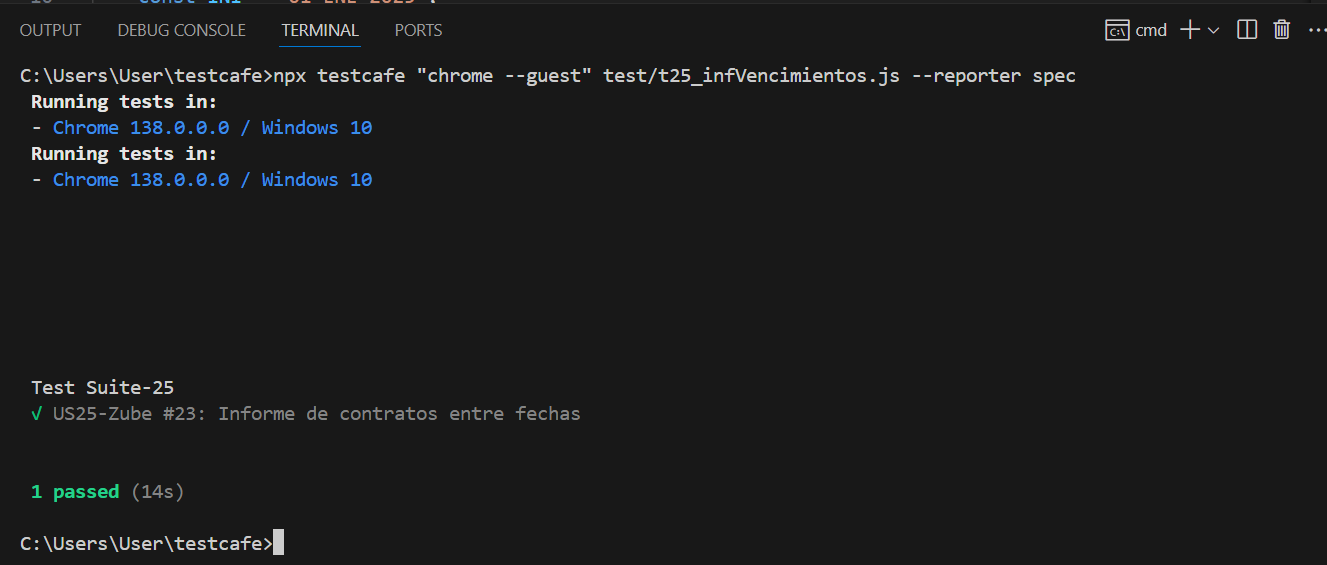 OUTPUT DEBUG CONSOLE TERMINAL PORTS cmd
C:\Users\User\testcafe>npx testcafe "chrome --guest" test/t25_infVencimientos.js --reporter spec
Running tests in:
- Chrome 138.0.0.0 / Windows 10
Running tests in:
- Chrome 138.0.0.0 / Windows 10
Test Suite-25
√ US25-Zube #23: Informe de contratos entre fechas
1 passed (14s)
C:\Users\User\testcafe>